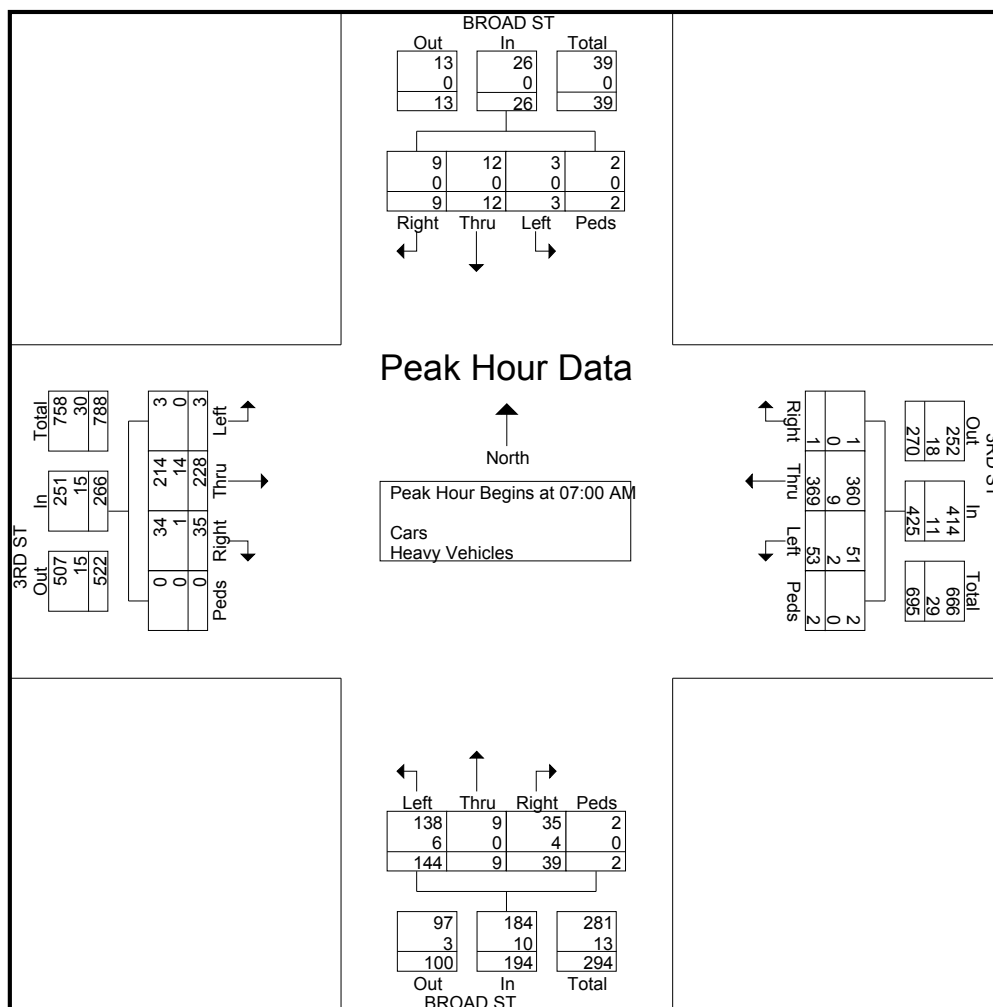 BROAD ST
Out In Total
13 26 39
0 0 0
13 26 39
9 12 3 2
0 0 0 0
9 12 3 2
Right Thru Left Peds
Peak Hour Data
North
Peak Hour Begins at 07:00 AM
Cars
Heavy Vehicles
3RD ST
Out In Total
507 251 758
15 15 30
522 266 788
Left Thru Right Peds
3 214 34 0
0 14 1 0
3 228 35 0
3RD ST
Out In Total
252 414 666
18 11 29
270 425 695
1 360 51 2
0 9 2 0
1 369 53 2
Right Thru Left Peds
Left Thru Right Peds
138 9 35 2
6 0 4 0
144 9 39 2
97 184 281
3 10 13
100 194 294
Out In Total
BROAD ST